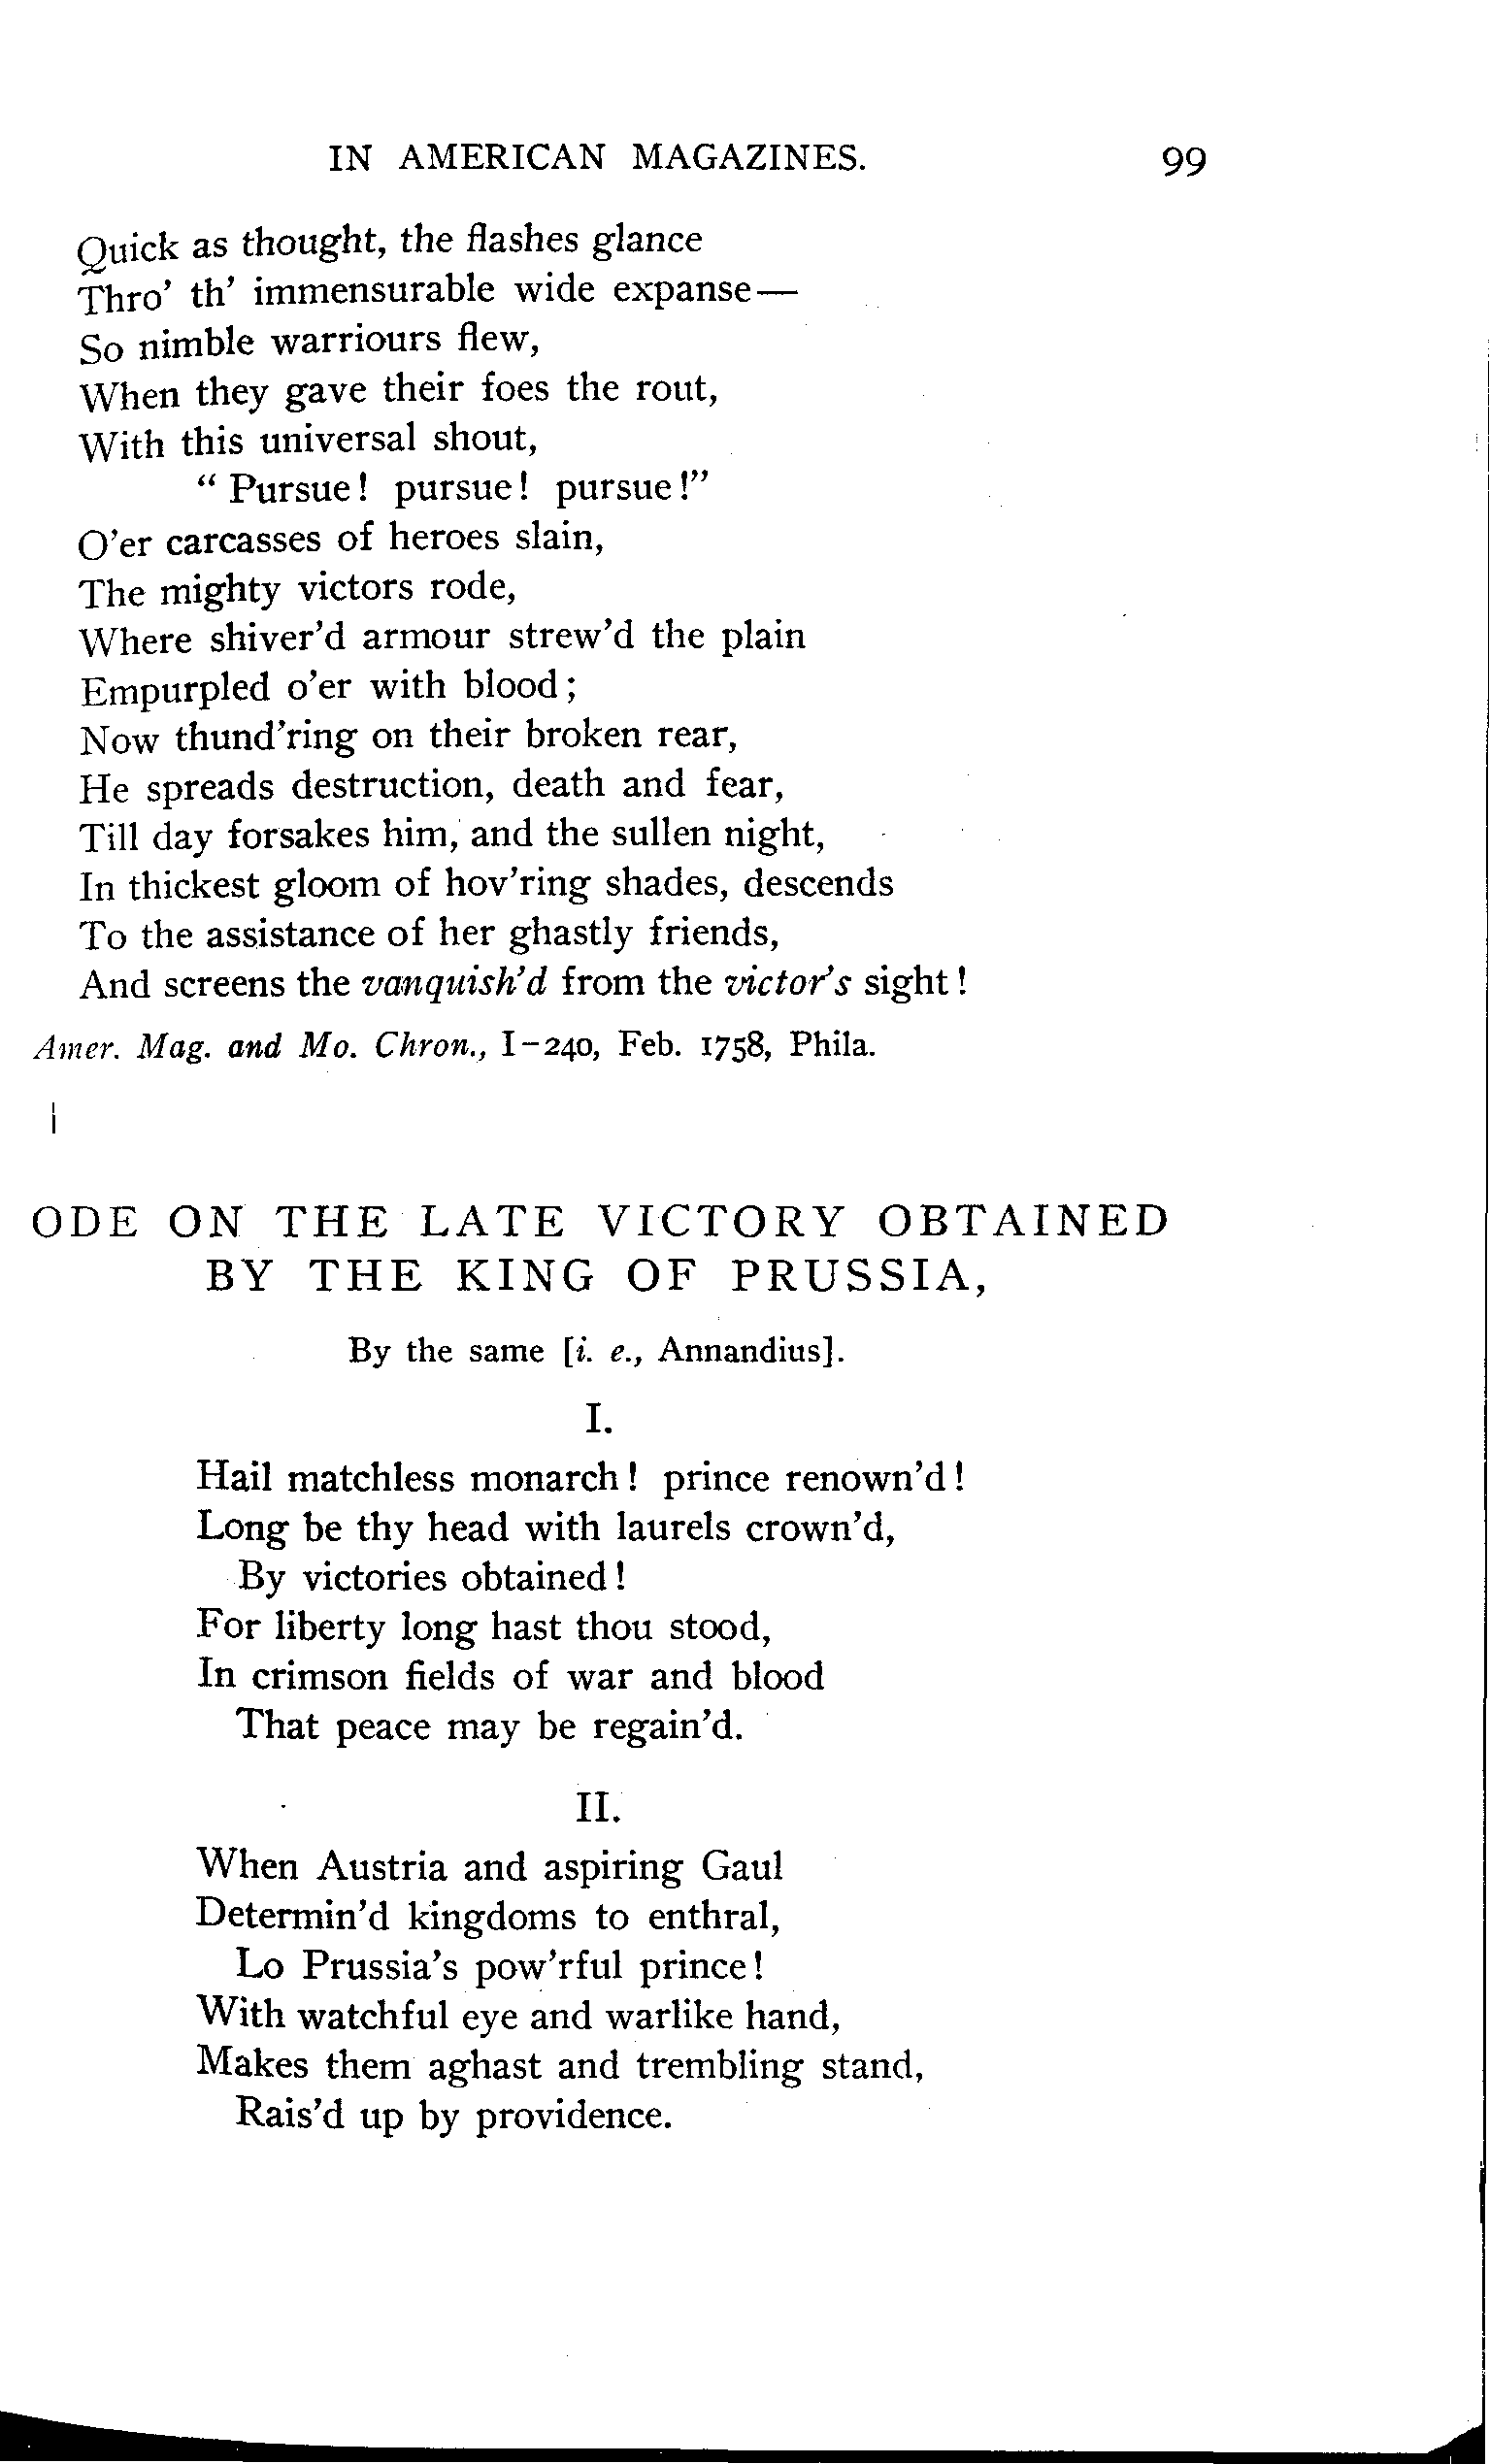 IN AMERICAN MAGAZINES. 99
Quick as thought, the flashes glance
Thro' th' immensurable wide expanse—
So nimble warriours flew,
When they gave their foes the rout,
With this universal shout,
" Pursue! pursue! pursue!"
O'er carcasses of heroes slain,
The mighty victors rode,
Where shiver'd armour strew'd the plain
Empurpled o'er with blood;
Now thund'ring on their broken rear,
He spreads destruction, death and fear,
Till day forsakes him, and the sullen night,
In thickest gloom of hov'ring shades, descends
To the assistance of her ghastly friends,
And screens the vanquish'd from the victor's sight!
Amer. Mag. and Mo. Chron., I-240, Feb. 1758, Phila.
ODE ON THE LATE VICTORY OBTAINED
BY THE KING OF PRUSSIA,
By the same [i. e., Annandius].
I.
Hail matchless monarch! prince renown'd!
Long be thy head with laurels crown'd,
By victories obtained!
For liberty long hast thou stood,
In crimson fields of war and blood
That peace may be regain'd.
II.
When Austria and aspiring Gaul
Determin'd kingdoms to enthral,
Lo Prussia's pow'rful prince!
With watchful eye and warlike hand,
Makes them aghast and trembling stand,
Rais'd up by providence.